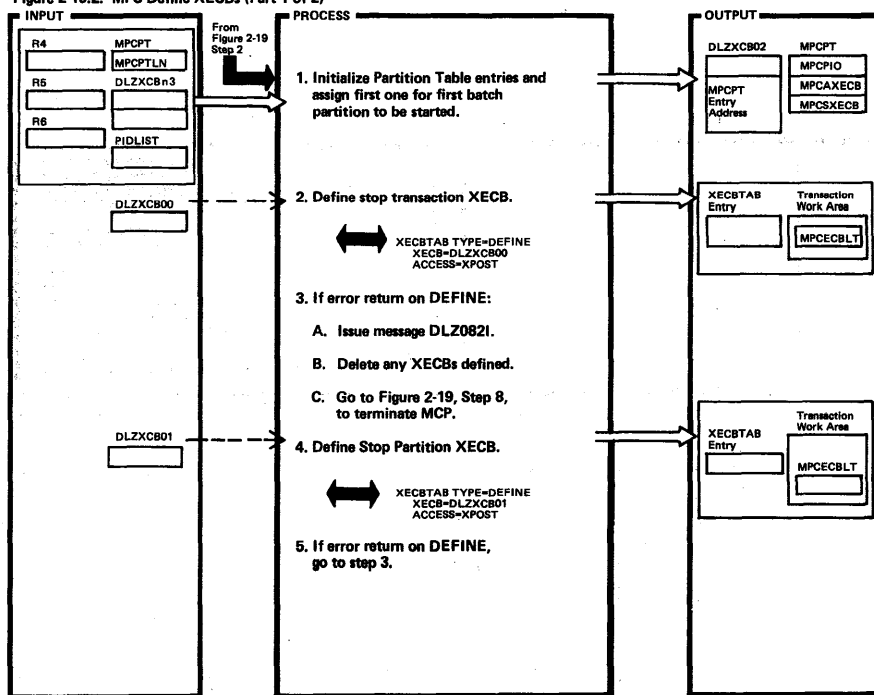 Figure 2-19.2. MPC Define XECBs (Part 1 of 2)
INPUT
R4
MPCPT
MPCPTLN
R5
DLZXCBn3
R6
PIDLIST
DLZXCB00
DLZXCB01
From
Figure 2-19
Step 2
PROCESS
1. Initialize Partition Table entries and
assign first one for first batch
partition to be started.
2. Define stop transaction XECB.
XECBTAB TYPE=DEFINE
XECB=DLZXCB00
ACCESS=XPOST
3. If error return on DEFINE:
A. Issue message DLZ082I.
B. Delete any XECBs defined.
C. Go to Figure 2-19, Step 8,
to terminate MCP.
4. Define Stop Partition XECB.
XECBTAB TYPE=DEFINE
XECB=DLZXCB01
ACCESS=XPOST
5. If error return on DEFINE,
go to step 3.
OUTPUT
DLZXCB02
MPCPT
Entry
Address
MPCPT
MPCPIO
MPCAXECB
MPCSXECB
XECBTAB
Entry
Transaction
Work Area
MPCECBLT
XECBTAB
Entry
Transaction
Work Area
MPCECBLT